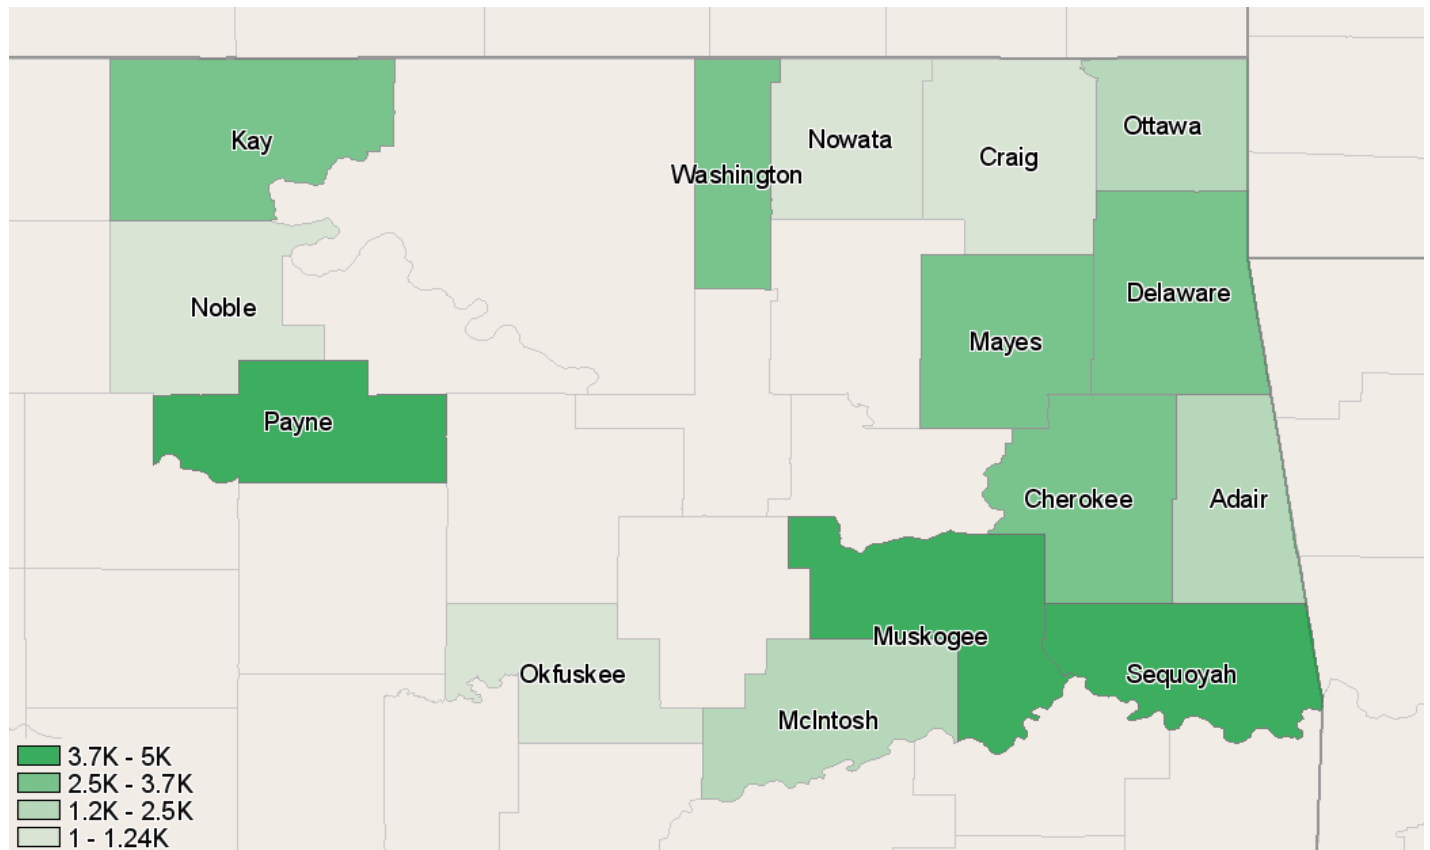 Kay
Washington
Nowata
Craig
Ottawa
Noble
Delaware
Mayes
Payne
Cherokee
Adair
Muskogee
Okfuskee
Sequoyah
McIntosh
3.7K - 5K
2.5K - 3.7K
1.2K - 2.5K
1 - 1.24K